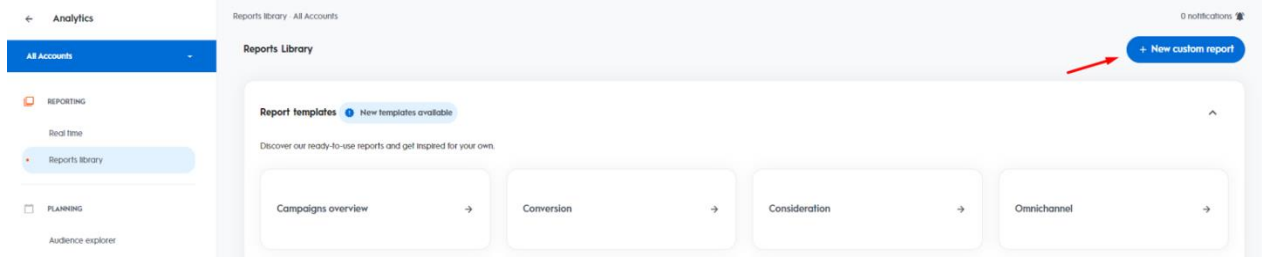 ← Analytics
Reports library · All Accounts
0 notifications
All Accounts
Reports Library
+ New custom report
REPORTING
Report templates
New templates available
Real time
Discover our ready-to-use reports and get inspired for your own.
Reports library
Campaigns overview →
Conversion →
Consideration →
Omnichannel →
PLANNING
Audience explorer